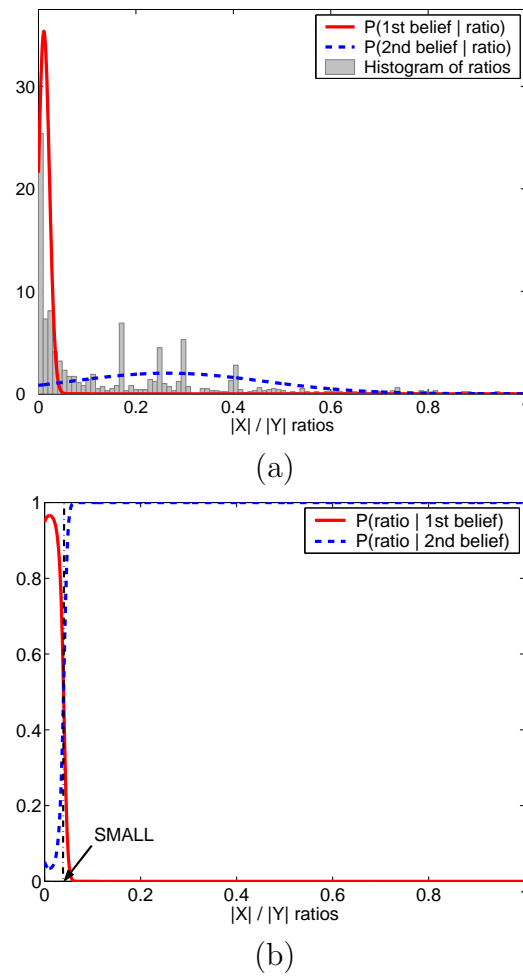 P(1st belief | ratio)
P(2nd belief | ratio)
Histogram of ratios
30
20
10
0
0 0.2 0.4 0.6 0.8 1
|X| / |Y| ratios
(a)
1
P(ratio | 1st belief)
P(ratio | 2nd belief)
0.8
0.6
0.4
0.2
SMALL
0
0 0.2 0.4 0.6 0.8 1
|X| / |Y| ratios
(b)